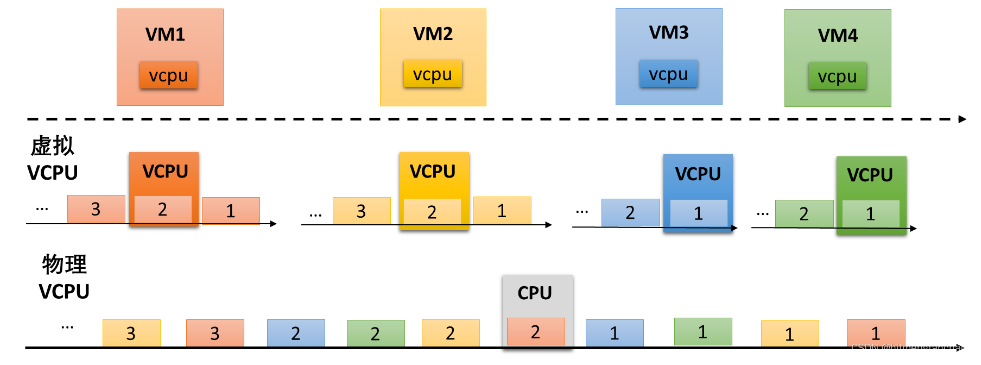 VM1 VM2 VM3 VM4
vcpu vcpu vcpu vcpu
虚拟
VCPU
VCPU VCPU VCPU VCPU
... 3 2 1 ... 3 2 1 ... 2 1 ... 2 1
物理
VCPU
CPU
... 3 3 2 2 2 2 1 1 1 1